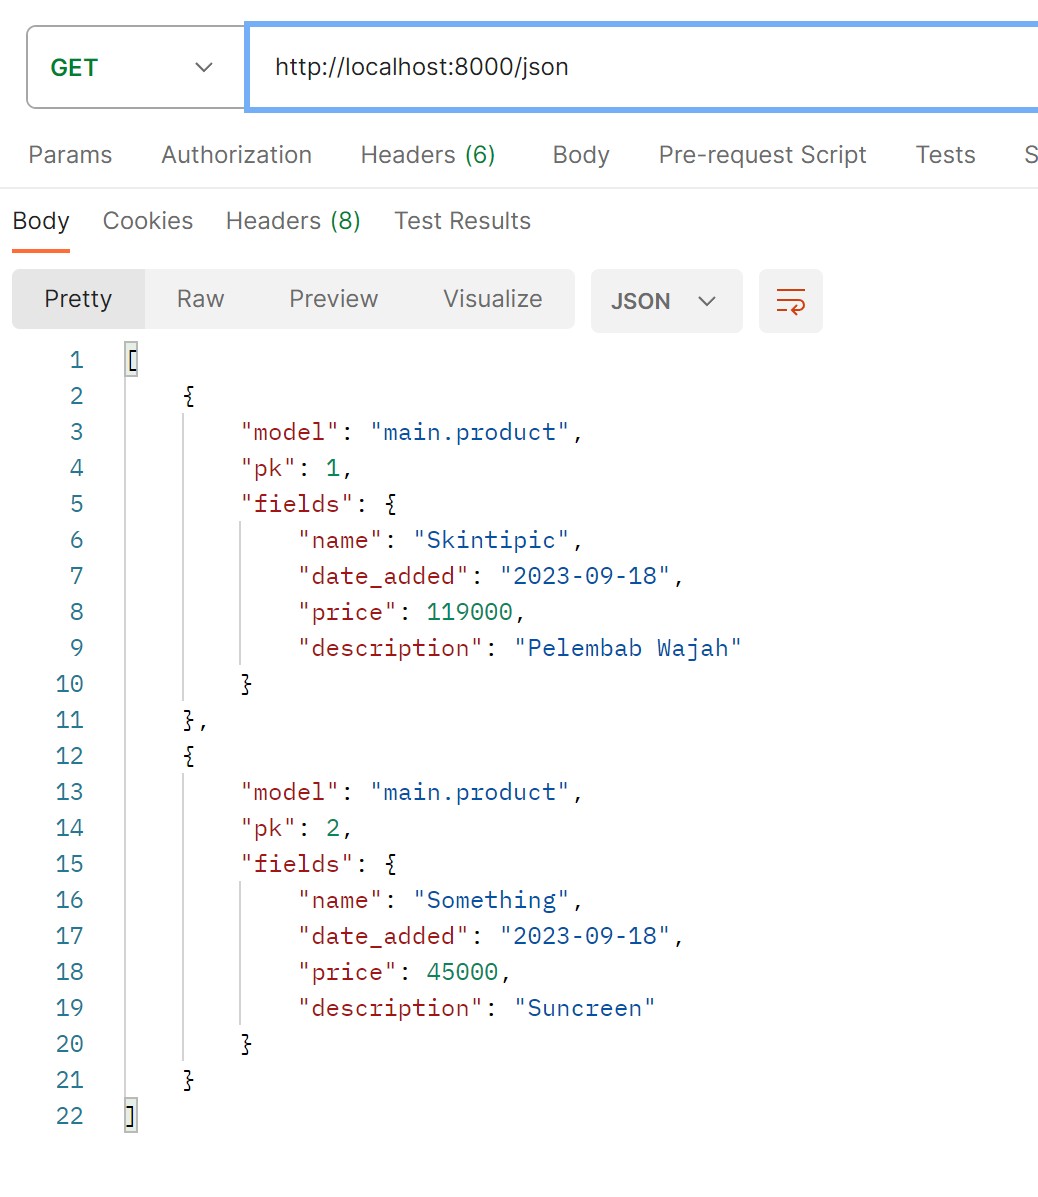 GET http://localhost:8000/json
Params Authorization Headers (6) Body Pre-request Script Tests S
Body Cookies Headers (8) Test Results
Pretty Raw Preview Visualize JSON
1 [
2 {
3 "model": "main.product",
4 "pk": 1,
5 "fields": {
6 "name": "Skintipic",
7 "date_added": "2023-09-18",
8 "price": 119000,
9 "description": "Pelembab Wajah"
10 }
11 },
12 {
13 "model": "main.product",
14 "pk": 2,
15 "fields": {
16 "name": "Something",
17 "date_added": "2023-09-18",
18 "price": 45000,
19 "description": "Suncreen"
20 }
21 }
22 ]